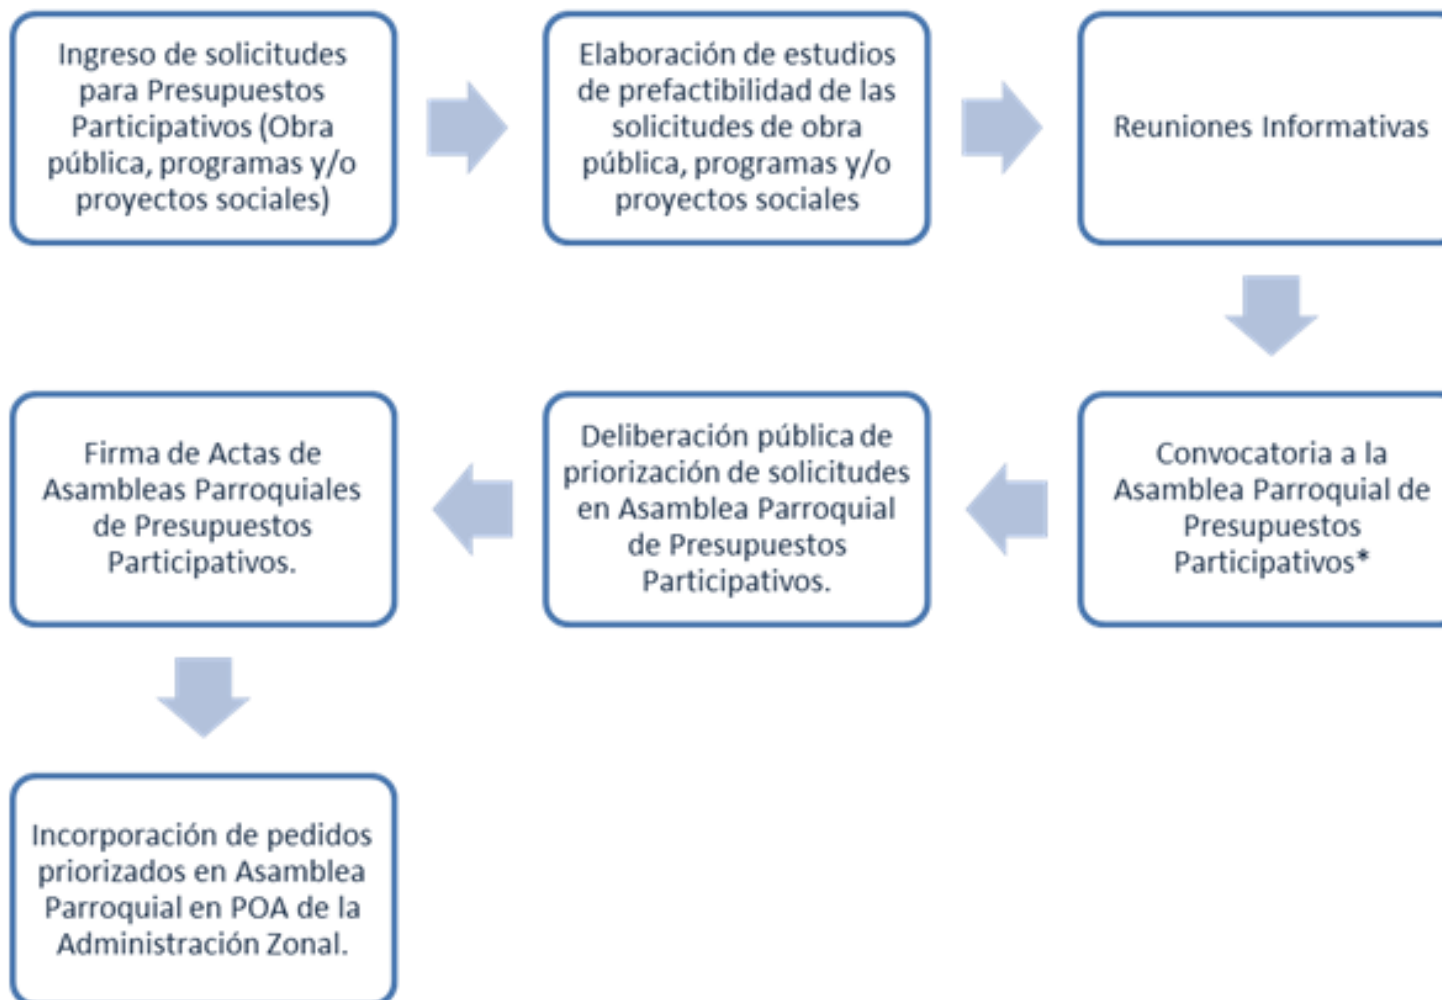 Ingreso de solicitudes
para Presupuestos
Participativos (Obra
pública, programas y/o
proyectos sociales)
Elaboración de estudios
de prefactibilidad de las
solicitudes de obra
pública, programas y/o
proyectos sociales
Reuniones Informativas
Convocatoria a la
Asamblea Parroquial de
Presupuestos
Participativos*
Deliberación pública de
priorización de solicitudes
en Asamblea Parroquial
de Presupuestos
Participativos.
Firma de Actas de
Asambleas Parroquiales
de Presupuestos
Participativos.
Incorporación de pedidos
priorizados en Asamblea
Parroquial en POA de la
Administración Zonal.